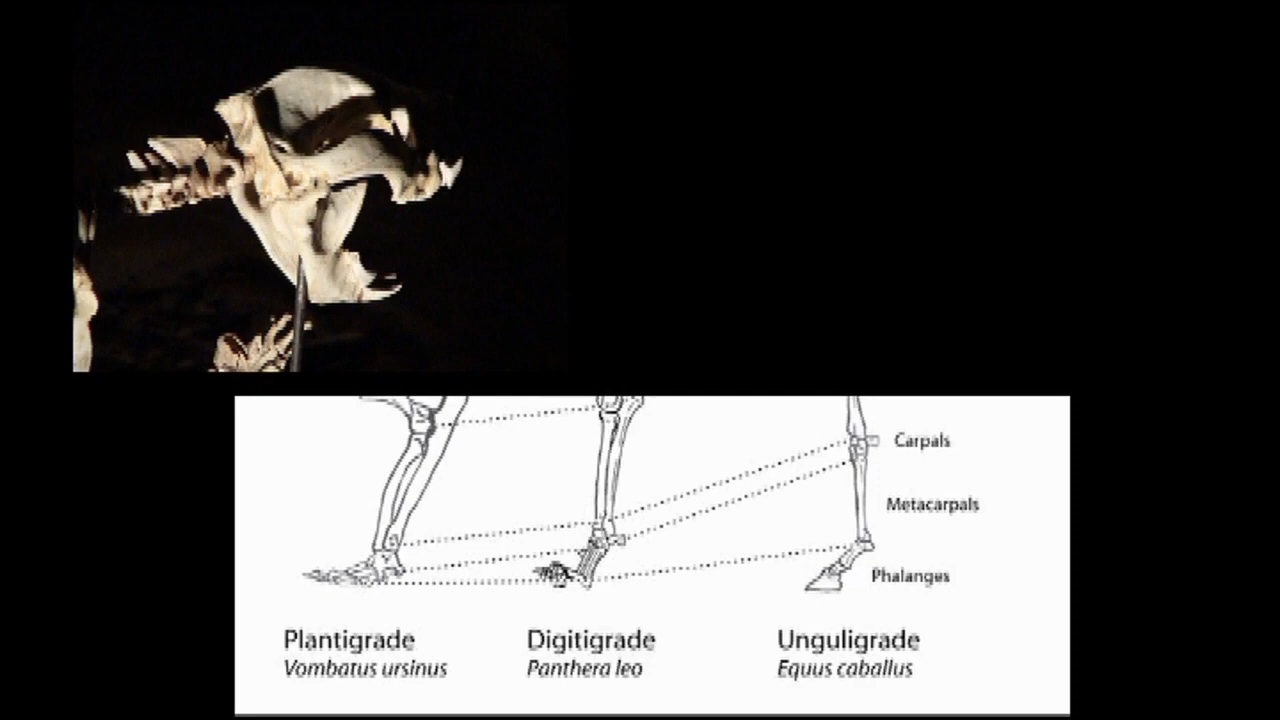 Carpals
Metacarpals
Phalanges
Plantigrade Digitigrade Unguligrade
Vombatus ursinus Panthera leo Equus caballus